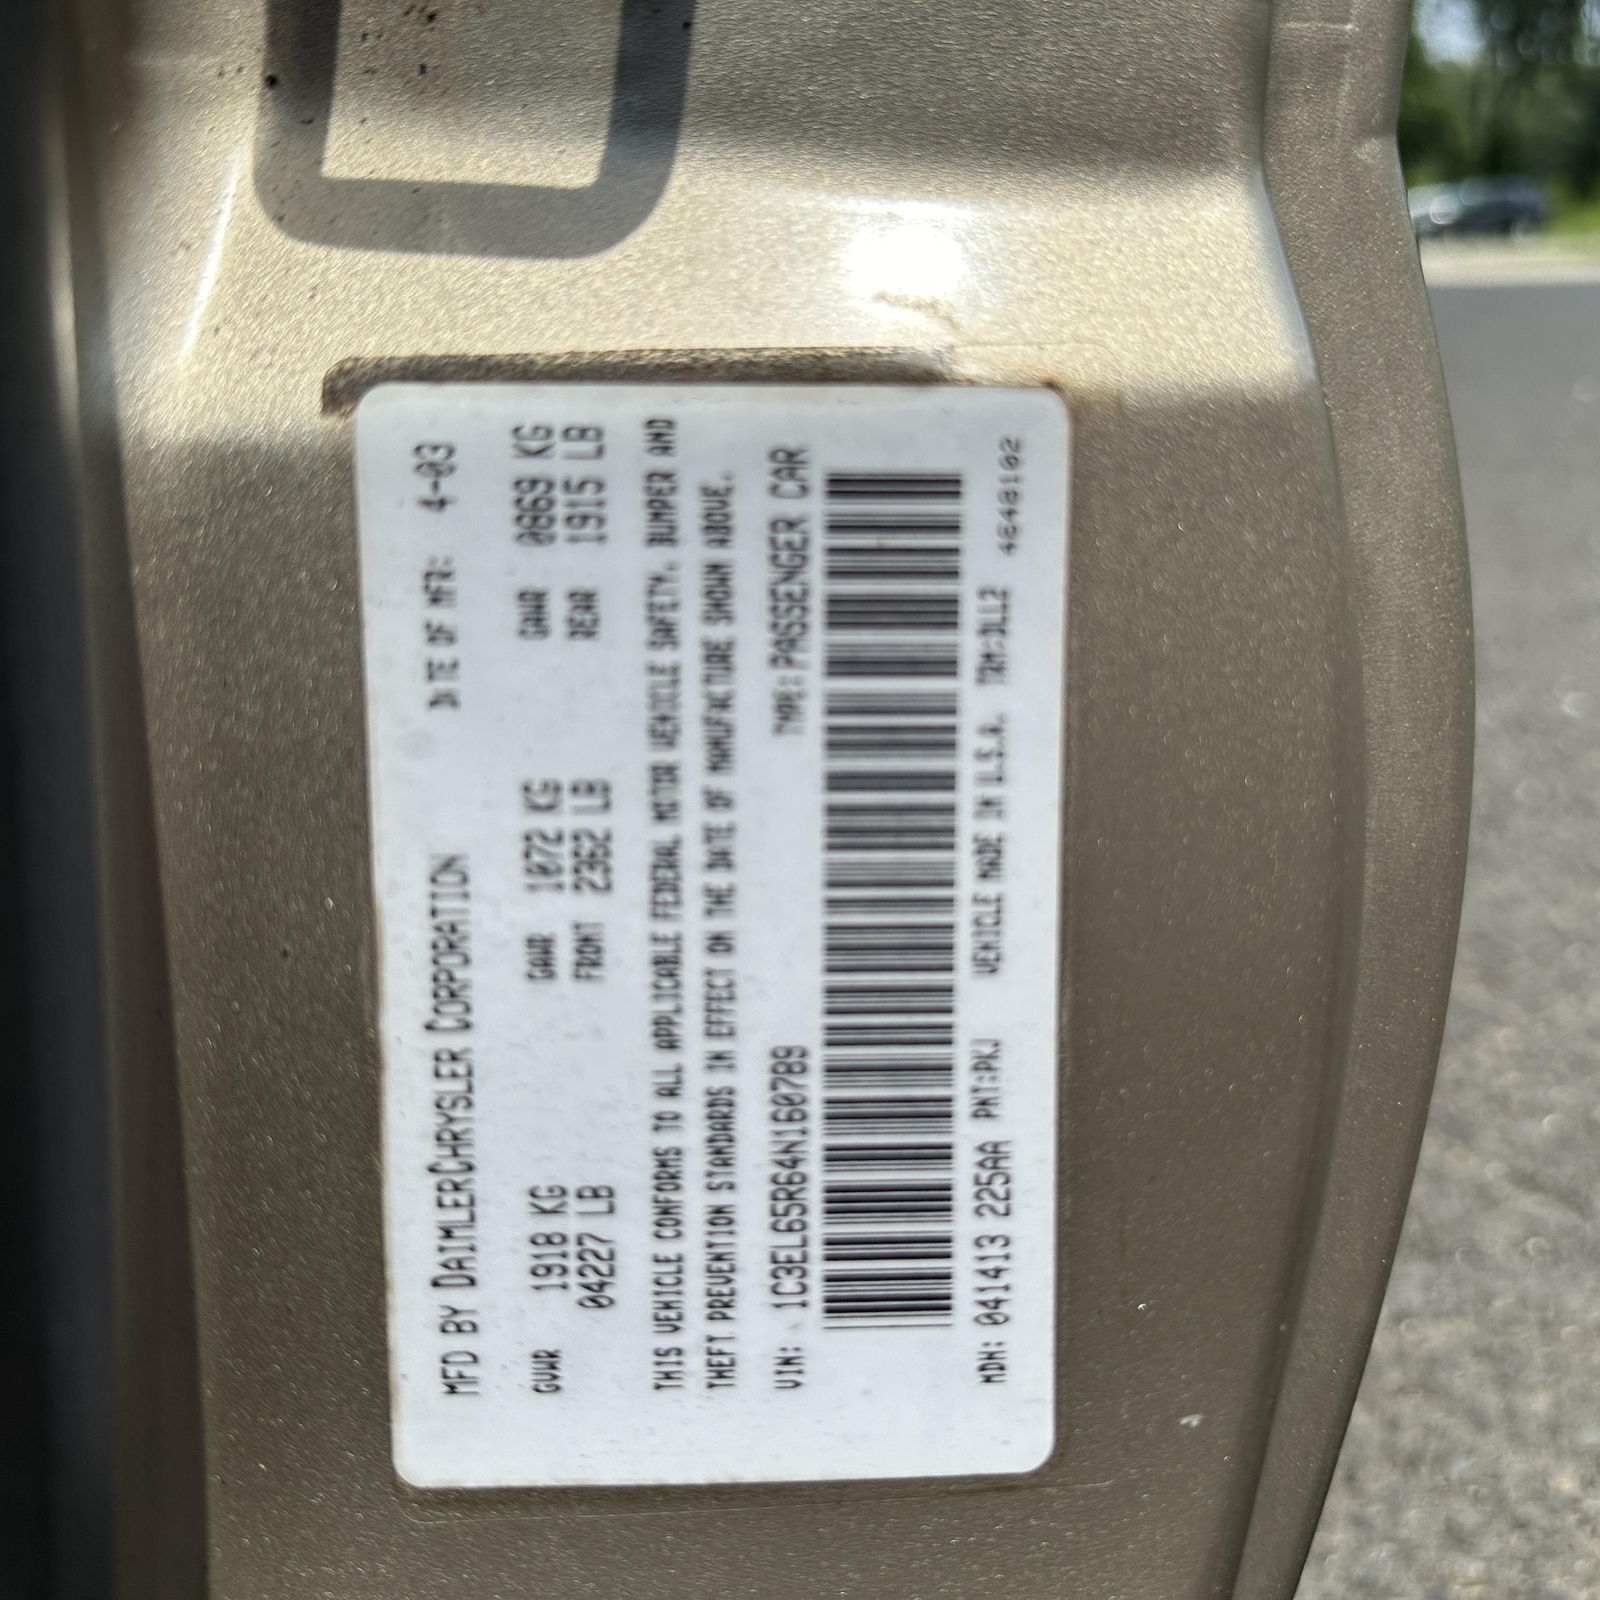 MFD BY DAIMLERCHRYSLER CORPORATION DATE OF MFR: 4-03
GVWR 1918 KG GAWR 1072 KG GAWR 0869 KG
04227 LB FRONT 2362 LB REAR 1915 LB
THIS VEHICLE CONFORMS TO ALL APPLICABLE FEDERAL MOTOR VEHICLE SAFETY, BUMPER AND
THEFT PREVENTION STANDARDS IN EFFECT ON THE DATE OF MANUFACTURE SHOWN ABOVE.
VIN: 1C3EL65R64N160789 TYPE: PASSENGER CAR
MDH: 041413 225AA PNT:PKJ VEHICLE MADE IN U.S.A. TRM:DLL2 4648102